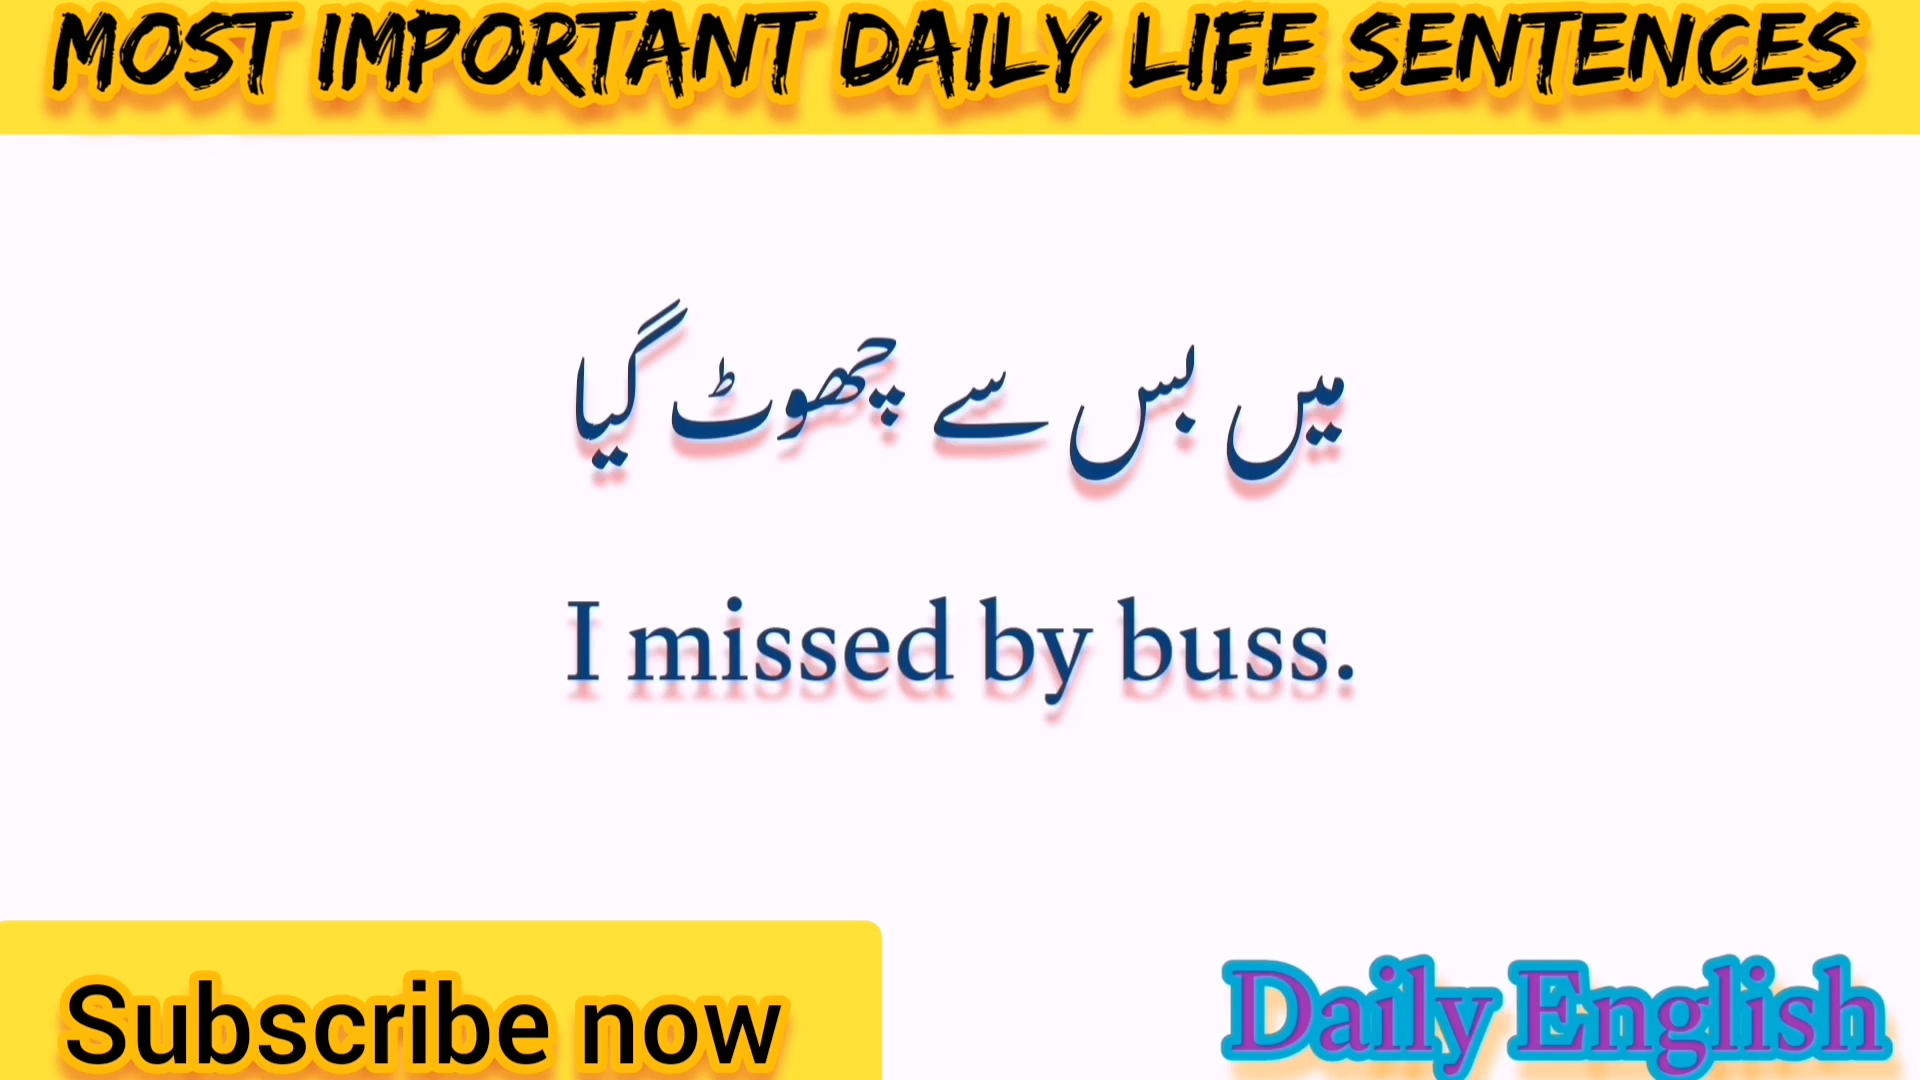 MOST IMPORTANT DAILY LIFE SENTENCES
میں بس سے چھوٹ گیا
I missed by buss.
Subscribe now
Daily English